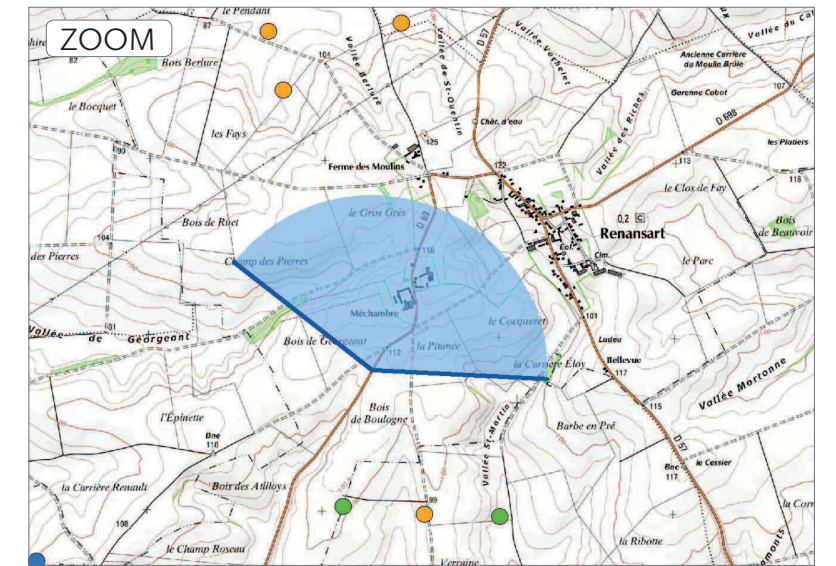 ZOOM
le Pendant
87
82
Bois Berlure
104
Vallée Berlure
Vallée de St-Quentin
D 57
Vallée Vachelet
Ancienne Carrière
du Moulin Brûlé
Garenne Cabot
107
D 698
le Bocquet
les Fays
Chât. d'eau
Vallée des Riches
les Platiers
90
125
Ferme des Moulins
122
113
118
le Clos de Fay
Bois de Ruet
le Gros Grès
D 69
0,2 C
Renansart
Bois
de Beauvoir
104
des Pierres
Champ des Pierres
110
Ecl.
Cim.
le Parc
Méchambre
81
Vallée de Géorgeant
Bois de Géorgeant
le Cocqueret
101
Ladeu
112
la Pitance
la Carrière Éloy
Bellevue
117
l'Épinette
Bois
de Boulogne
Vallée St-Martin
Barbe en Pré
115
Vallée Mortonne
Bne
110
D 57
Bne
117
le Cessier
la Carrière Renault
Bois des Atiloys
99
108
le Champ Roseau
la Ribotte
Verraine